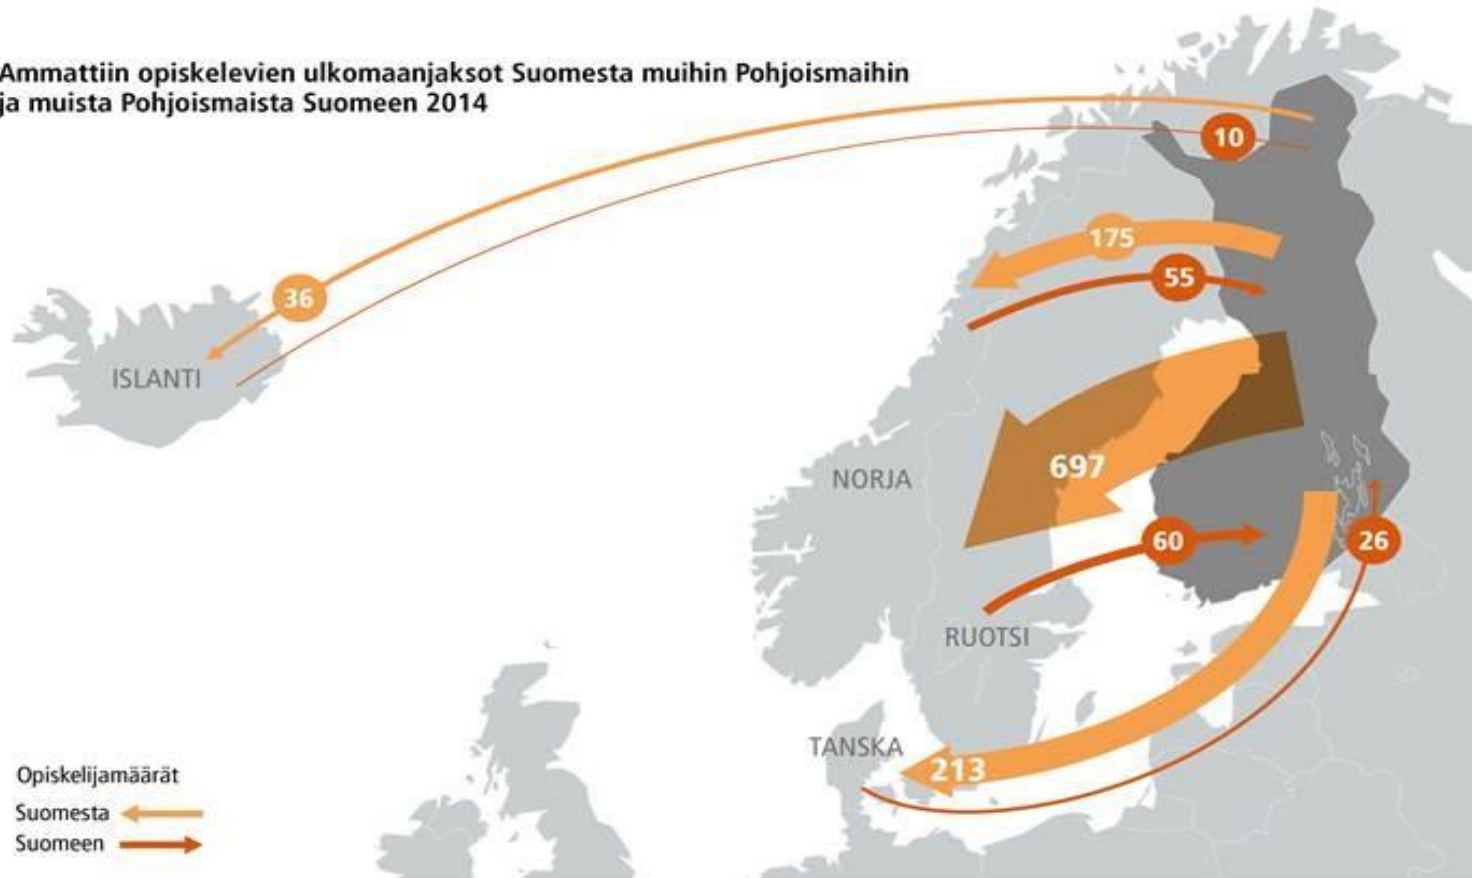 Ammattiin opiskelevien ulkomaanjaksot Suomesta muihin Pohjoismaihin
ja muista Pohjoismaista Suomeen 2014
10
175
55
36
ISLANTI
697
NORJA
60
26
RUOTSI
TANSKA
213
Opiskelijamäärät
Suomesta
Suomeen